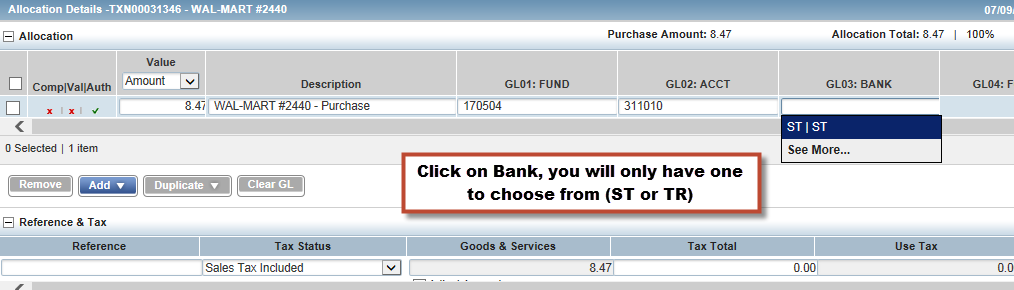 Allocation Details -TXN00031346 - WAL-MART #2440 07/09/
Allocation Purchase Amount: 8.47 Allocation Total: 8.47 | 100%
Value
Comp|Val|Auth Amount Description GL01: FUND GL02: ACCT GL03: BANK GL04: F
x | x | ✓ 8.47 WAL-MART #2440 - Purchase 170504 311010
ST | ST
See More...
0 Selected | 1 item
Click on Bank, you will only have one
to choose from (ST or TR)
Remove Add Duplicate Clear GL
Reference & Tax
Reference Tax Status Goods & Services Tax Total Use Tax
Sales Tax Included 8.47 0.00 0.0